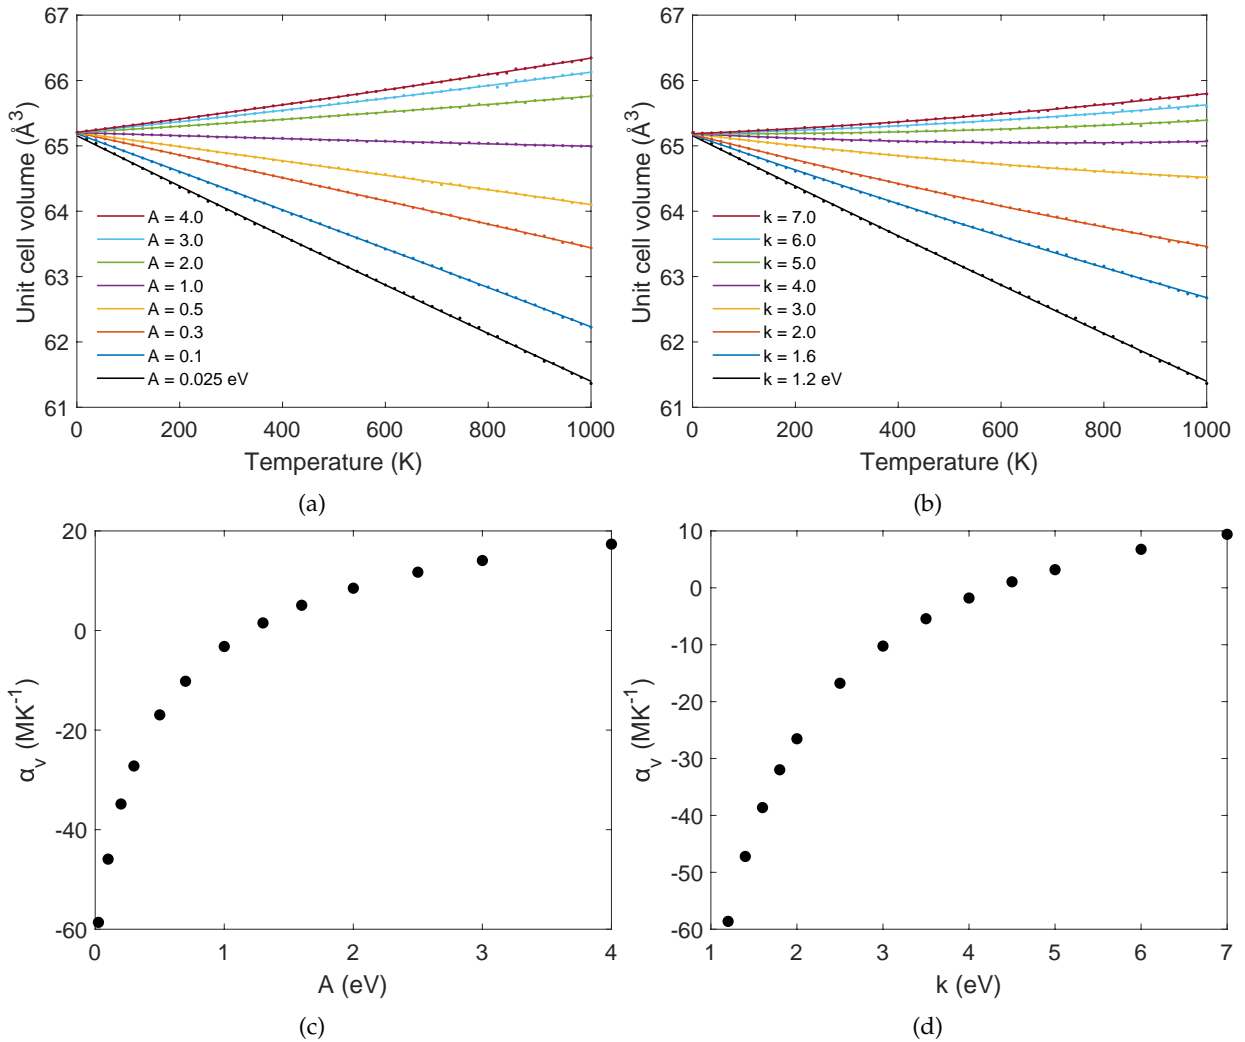 67
66
65
64
63
62
61
Unit cell volume (Å³)
A = 4.0
A = 3.0
A = 2.0
A = 1.0
A = 0.5
A = 0.3
A = 0.1
A = 0.025 eV
0 200 400 600 800 1000
Temperature (K)
(a)
67
66
65
64
63
62
61
Unit cell volume (Å³)
k = 7.0
k = 6.0
k = 5.0
k = 4.0
k = 3.0
k = 2.0
k = 1.6
k = 1.2 eV
0 200 400 600 800 1000
Temperature (K)
(b)
20
0
-20
-40
-60
αᵥ (MK⁻¹)
0 1 2 3 4
A (eV)
(c)
10
0
-10
-20
-30
-40
-50
-60
αᵥ (MK⁻¹)
1 2 3 4 5 6 7
k (eV)
(d)